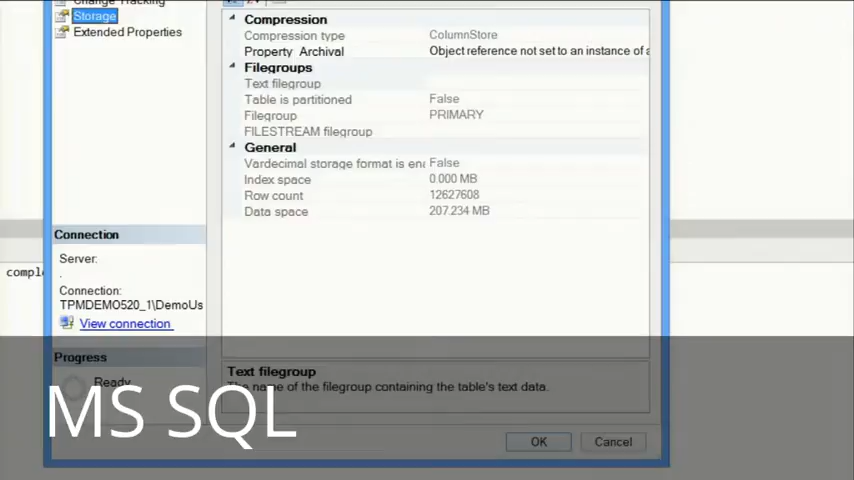 Change Tracking
Storage
Extended Properties
Compression
Compression type ColumnStore
Property Archival Object reference not set to an instance of a
Filegroups
Text filegroup
Table is partitioned False
Filegroup PRIMARY
FILESTREAM filegroup
General
Vardecimal storage format is ena False
Index space 0.000 MB
Row count 12627608
Data space 207.234 MB
Connection
Server:
.
Connection:
TPMDEMO520_1\DemoUs
View connection
Progress
Ready
Text filegroup
The name of the filegroup containing the table's text data.
OK Cancel
comple
MS SQL